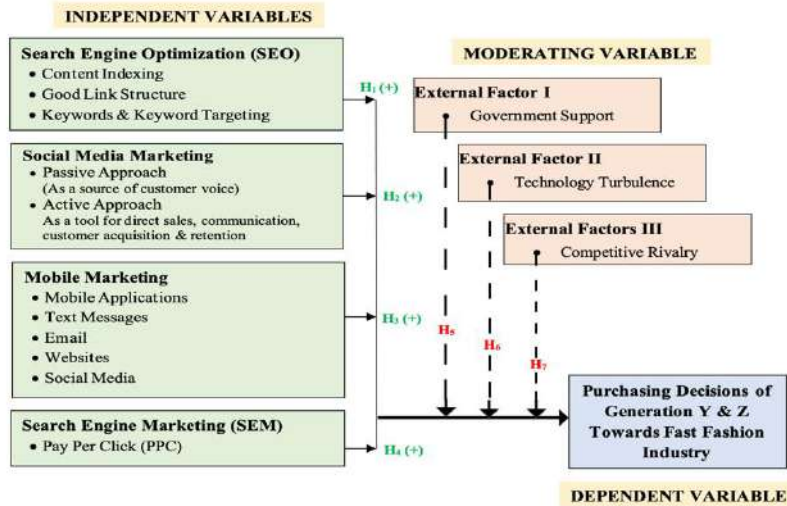 INDEPENDENT VARIABLES
Search Engine Optimization (SEO)
• Content Indexing
• Good Link Structure
• Keywords & Keyword Targeting
H₁ (+)
Social Media Marketing
• Passive Approach
(As a source of customer voice)
• Active Approach
As a tool for direct sales, communication,
customer acquisition & retention
H₂ (+)
Mobile Marketing
• Mobile Applications
• Text Messages
• Email
• Websites
• Social Media
H₃ (+)
Search Engine Marketing (SEM)
• Pay Per Click (PPC)
H₄ (+)
MODERATING VARIABLE
External Factor I
Government Support
External Factor II
Technology Turbulence
External Factors III
Competitive Rivalry
H₅
H₆
H₇
Purchasing Decisions of
Generation Y & Z
Towards Fast Fashion
Industry
DEPENDENT VARIABLE